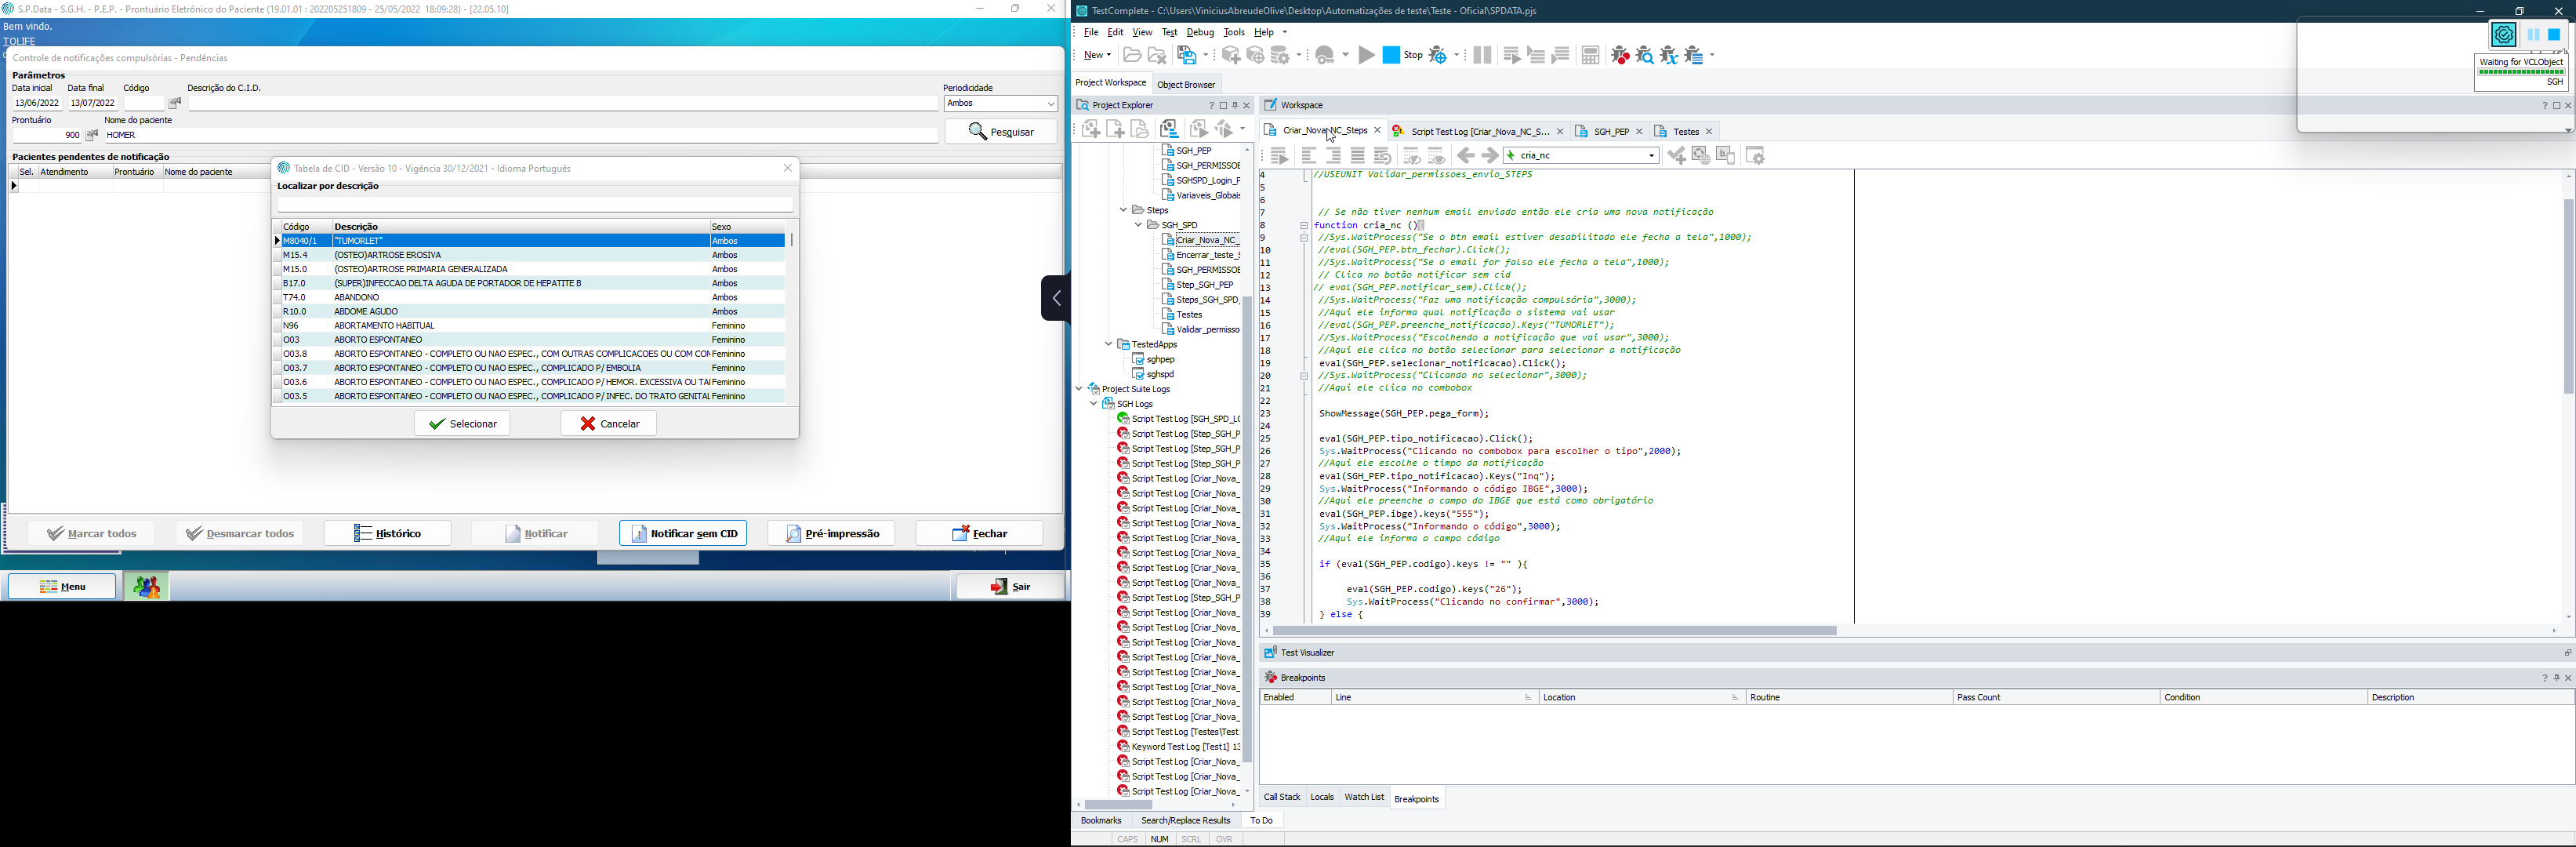 S.P.Data - S.G.H. - P.E.P. - Prontuário Eletrônico do Paciente (19.01.01 : 202205251809 - 25/05/2022 18:09:28) - [22.05.10]
Bem vindo.
TOLIFE
Controle de notificações compulsórias - Pendências
Parâmetros
Data inicial Data final Código Descrição do C.I.D. Periodicidade
13/06/2022 13/07/2022 Ambos
Prontuário Nome do paciente
900 HOMER Pesquisar
Pacientes pendentes de notificação
Sel. Atendimento Prontuário Nome do paciente
Tabela de CID - Versão 10 - Vigência 30/12/2021 - Idioma Português
Localizar por descrição
Código Descrição Sexo
M8040/1 "TUMORLET" Ambos
M15.4 (OSTEO)ARTROSE EROSIVA Ambos
M15.0 (OSTEO)ARTROSE PRIMARIA GENERALIZADA Ambos
B17.0 (SUPER)INFECCAO DELTA AGUDA DE PORTADOR DE HEPATITE B Ambos
T74.0 ABANDONO Ambos
R10.0 ABDOME AGUDO Ambos
N96 ABORTAMENTO HABITUAL Feminino
O03 ABORTO ESPONTANEO Feminino
O03.8 ABORTO ESPONTANEO - COMPLETO OU NAO ESPEC., COM OUTRAS COMPLICACOES OU COM CON Feminino
O03.7 ABORTO ESPONTANEO - COMPLETO OU NAO ESPEC., COMPLICADO P/ EMBOLIA Feminino
O03.6 ABORTO ESPONTANEO - COMPLETO OU NAO ESPEC., COMPLICADO P/ HEMOR. EXCESSIVA OU TAI Feminino
O03.5 ABORTO ESPONTANEO - COMPLETO OU NAO ESPEC., COMPLICADO P/ INFEC. DO TRATO GENITAL Feminino
Selecionar Cancelar
Marcar todos Desmarcar todos Histórico Notificar Notificar sem CID Pré-impressão Fechar
Menu Sair
TestComplete - C:\Users\ViniciusAbreudeOlive\Desktop\Automatizações de teste\Teste - Oficial\SPDATA.pjs
File Edit View Test Debug Tools Help
New Stop
Waiting for VCLObject
SGH
Project Workspace Object Browser
Project Explorer
SGH_PEP
SGH_PERMISSOE
SGHSPD_Login_F
Variaveis_Globais
Steps
SGH_SPD
Criar_Nova_NC_
Encerrar_teste_S
SGH_PERMISSOE
Step_SGH_PEP
Steps_SGH_SPD_
Testes
Validar_permisso
TestedApps
sghpep
sghspd
Project Suite Logs
SGH Logs
Script Test Log [SGH_SPD_LO
Script Test Log [Step_SGH_P
Script Test Log [Step_SGH_P
Script Test Log [Step_SGH_P
Script Test Log [Criar_Nova_
Script Test Log [Criar_Nova_
Script Test Log [Criar_Nova_
Script Test Log [Criar_Nova_
Script Test Log [Criar_Nova_
Script Test Log [Criar_Nova_
Script Test Log [Criar_Nova_
Script Test Log [Criar_Nova_
Script Test Log [Step_SGH_P
Script Test Log [Criar_Nova_
Script Test Log [Criar_Nova_
Script Test Log [Criar_Nova_
Script Test Log [Criar_Nova_
Script Test Log [Criar_Nova_
Script Test Log [Criar_Nova_
Script Test Log [Criar_Nova_
Script Test Log [Criar_Nova_
Script Test Log [Testes\Test
Keyword Test Log [Test1] 13
Script Test Log [Criar_Nova_
Script Test Log [Criar_Nova_
Script Test Log [Criar_Nova_
Workspace
Criar_Nova_NC_Steps Script Test Log [Criar_Nova_NC_S... SGH_PEP Testes
cria_nc
4 //USEUNIT Validar_permissoes_envio_STEPS
5
6
7 // Se não tiver nenhum email enviado então ele cria uma nova notificação
8 function cria_nc (){
9 //Sys.WaitProcess("Se o btn email estiver desabilitado ele fecha a tela",1000);
10 //eval(SGH_PEP.btn_fechar).Click();
11 //Sys.WaitProcess("Se o email for falso ele fecha a tela",1000);
12 // Clica no botão notificar sem cid
13 // eval(SGH_PEP.notificar_sem).Click();
14 //Sys.WaitProcess("Faz uma notificação compulsória",3000);
15 //Aqui ele informa qual notificação o sistema vai usar
16 //eval(SGH_PEP.preenche_notificacao).Keys("TUMORLET");
17 //Sys.WaitProcess("Escolhendo a notificação que vai usar",3000);
18 //Aqui ele clica no botão selecionar para selecionar a notificação
19 eval(SGH_PEP.selecionar_notificacao).Click();
20 //Sys.WaitProcess("Clicando no selecionar",3000);
21 //Aqui ele clica no combobox
22
23 ShowMessage(SGH_PEP.pega_form);
24
25 eval(SGH_PEP.tipo_notificacao).Click();
26 Sys.WaitProcess("Clicando no combobox para escolher o tipo",2000);
27 //Aqui ele escolhe o timpo da notificação
28 eval(SGH_PEP.tipo_notificacao).Keys("Inq");
29 Sys.WaitProcess("Informando o código IBGE",3000);
30 //Aqui ele preenche o campo do IBGE que está como obrigatório
31 eval(SGH_PEP.ibge).keys("555");
32 Sys.WaitProcess("Informando o código",3000);
33 //Aqui ele informa o campo código
34
35 if (eval(SGH_PEP.codigo).keys != "" ){
36
37 eval(SGH_PEP.codigo).keys("26");
38 Sys.WaitProcess("Clicando no confirmar",3000);
39 } else {
Test Visualizer
Breakpoints
Enabled Line Location Routine Pass Count Condition Description
Call Stack Locals Watch List Breakpoints
Bookmarks Search/Replace Results To Do
CAPS NUM SCRL OVR